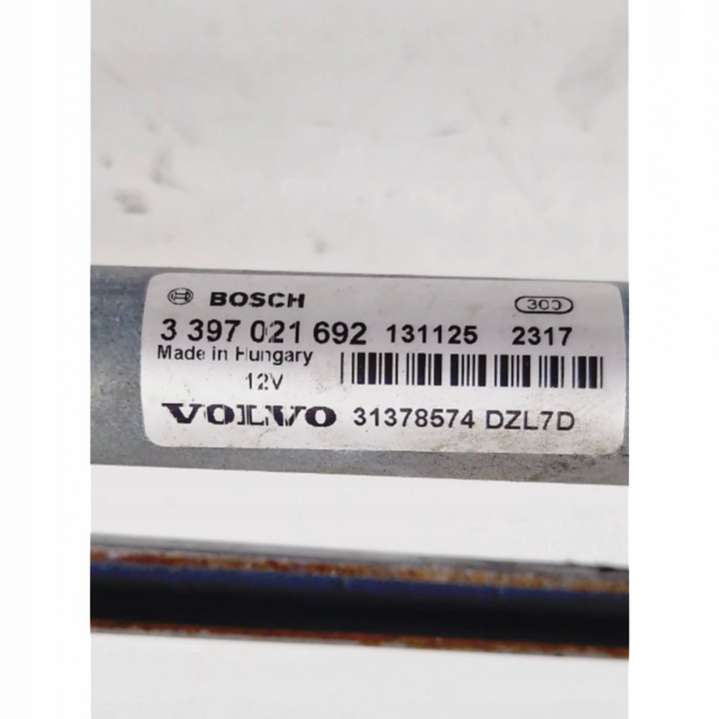 BOSCH 300
3 397 021 692 131125 2317
Made in Hungary
12V
VOLVO 31378574 DZL7D